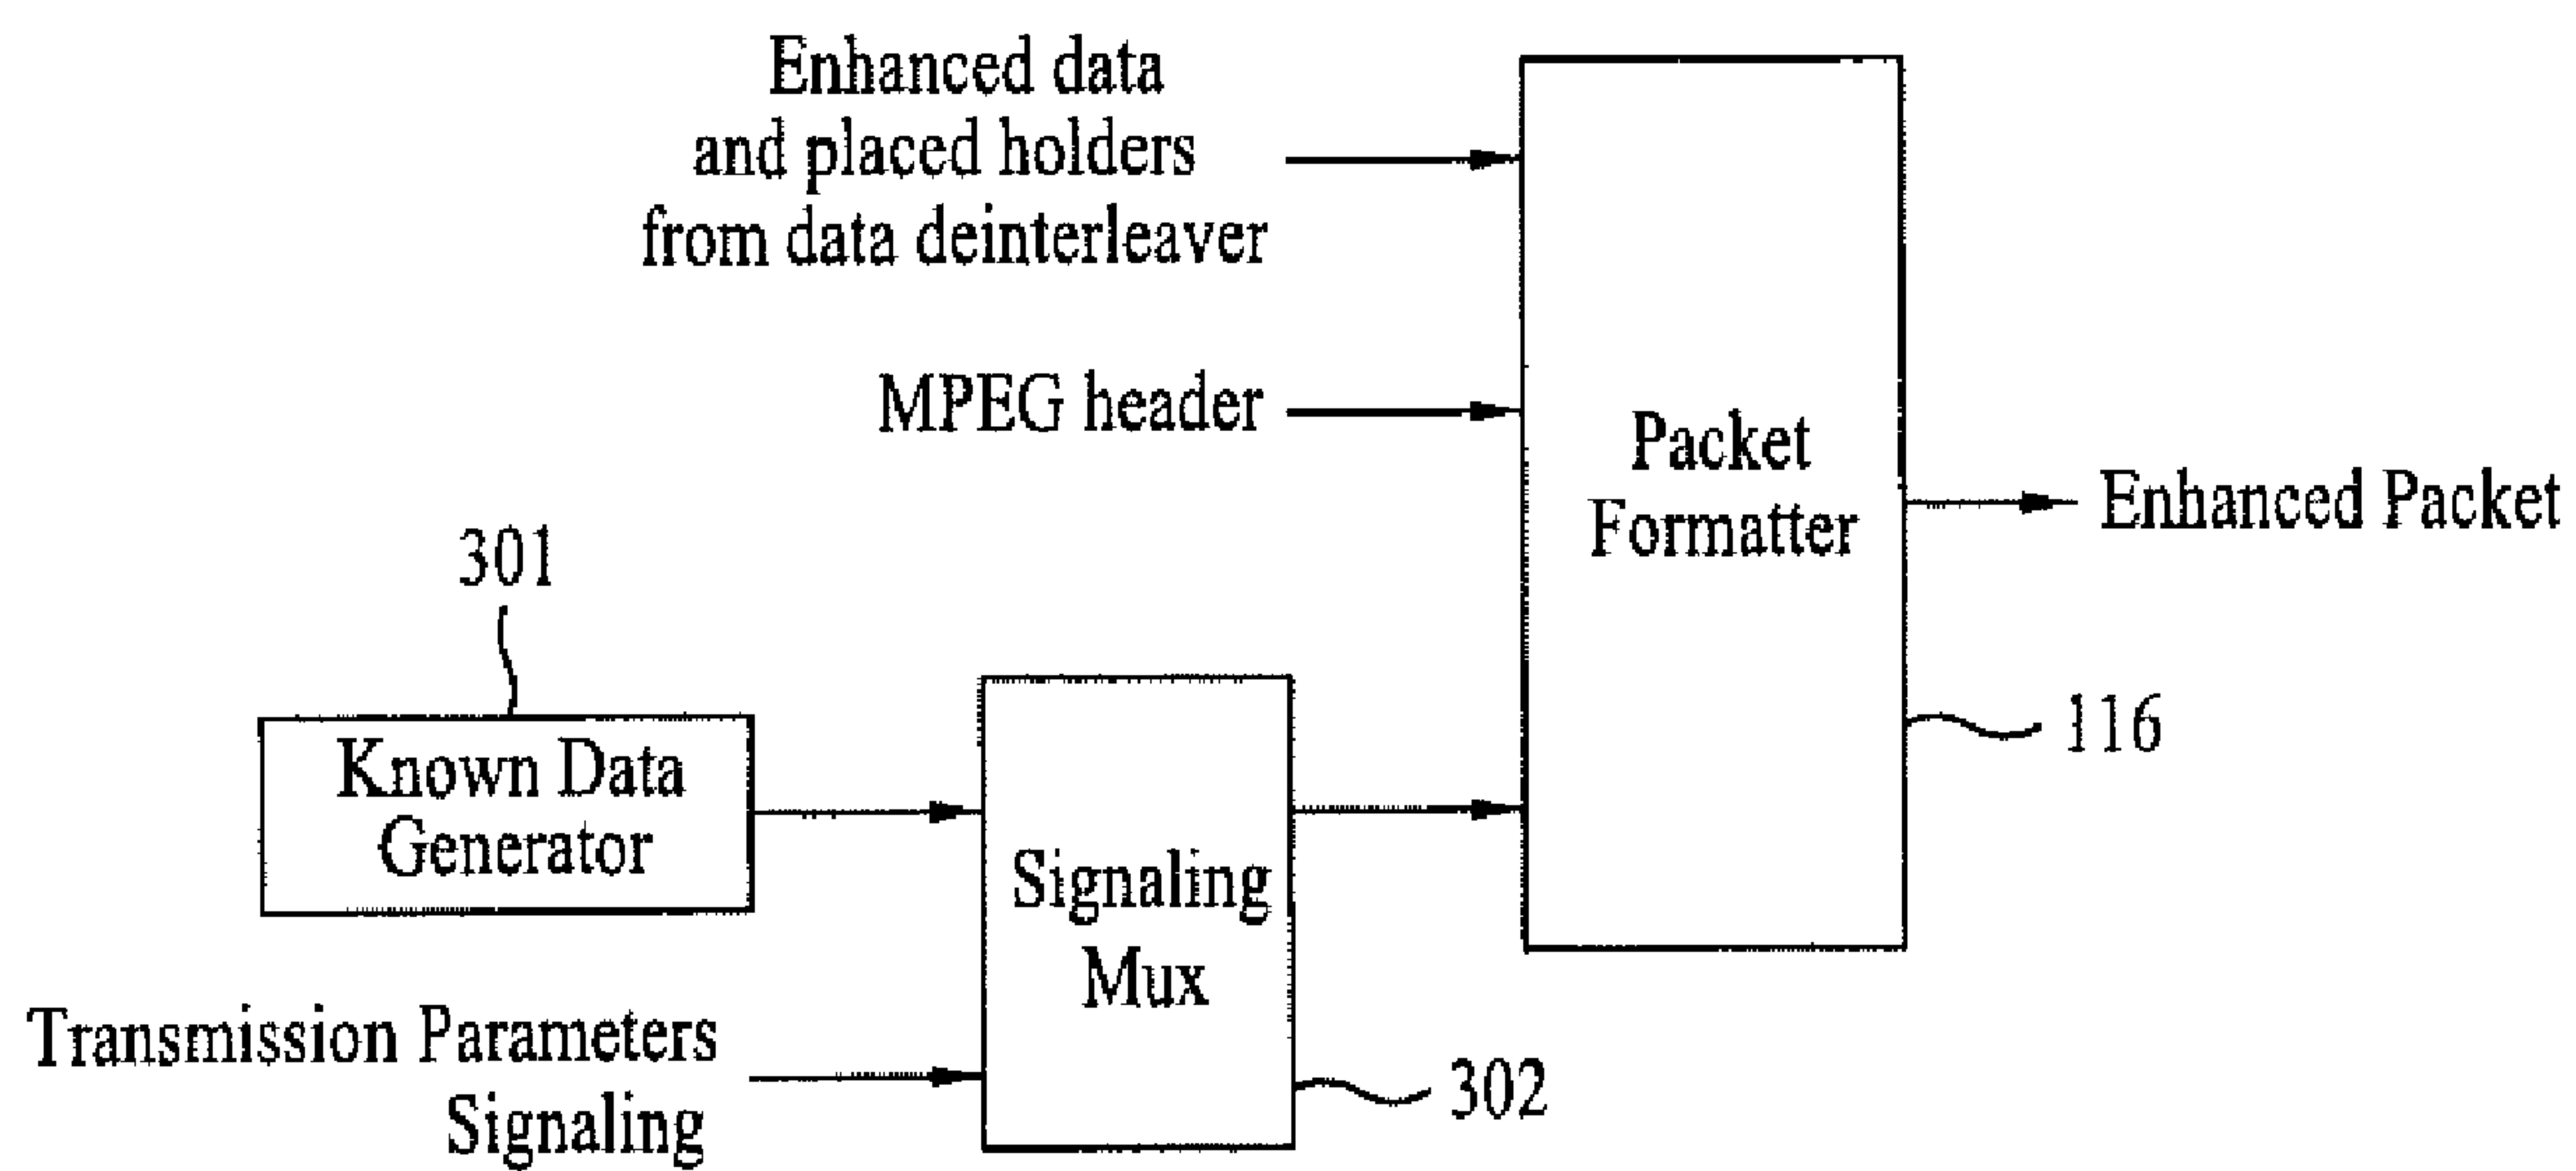 Enhanced data
and placed holders
from data deinterleaver
MPEG header
Packet
Formatter
Enhanced Packet
301
116
Known Data
Generator
Signaling
Mux
Transmission Parameters
Signaling
302